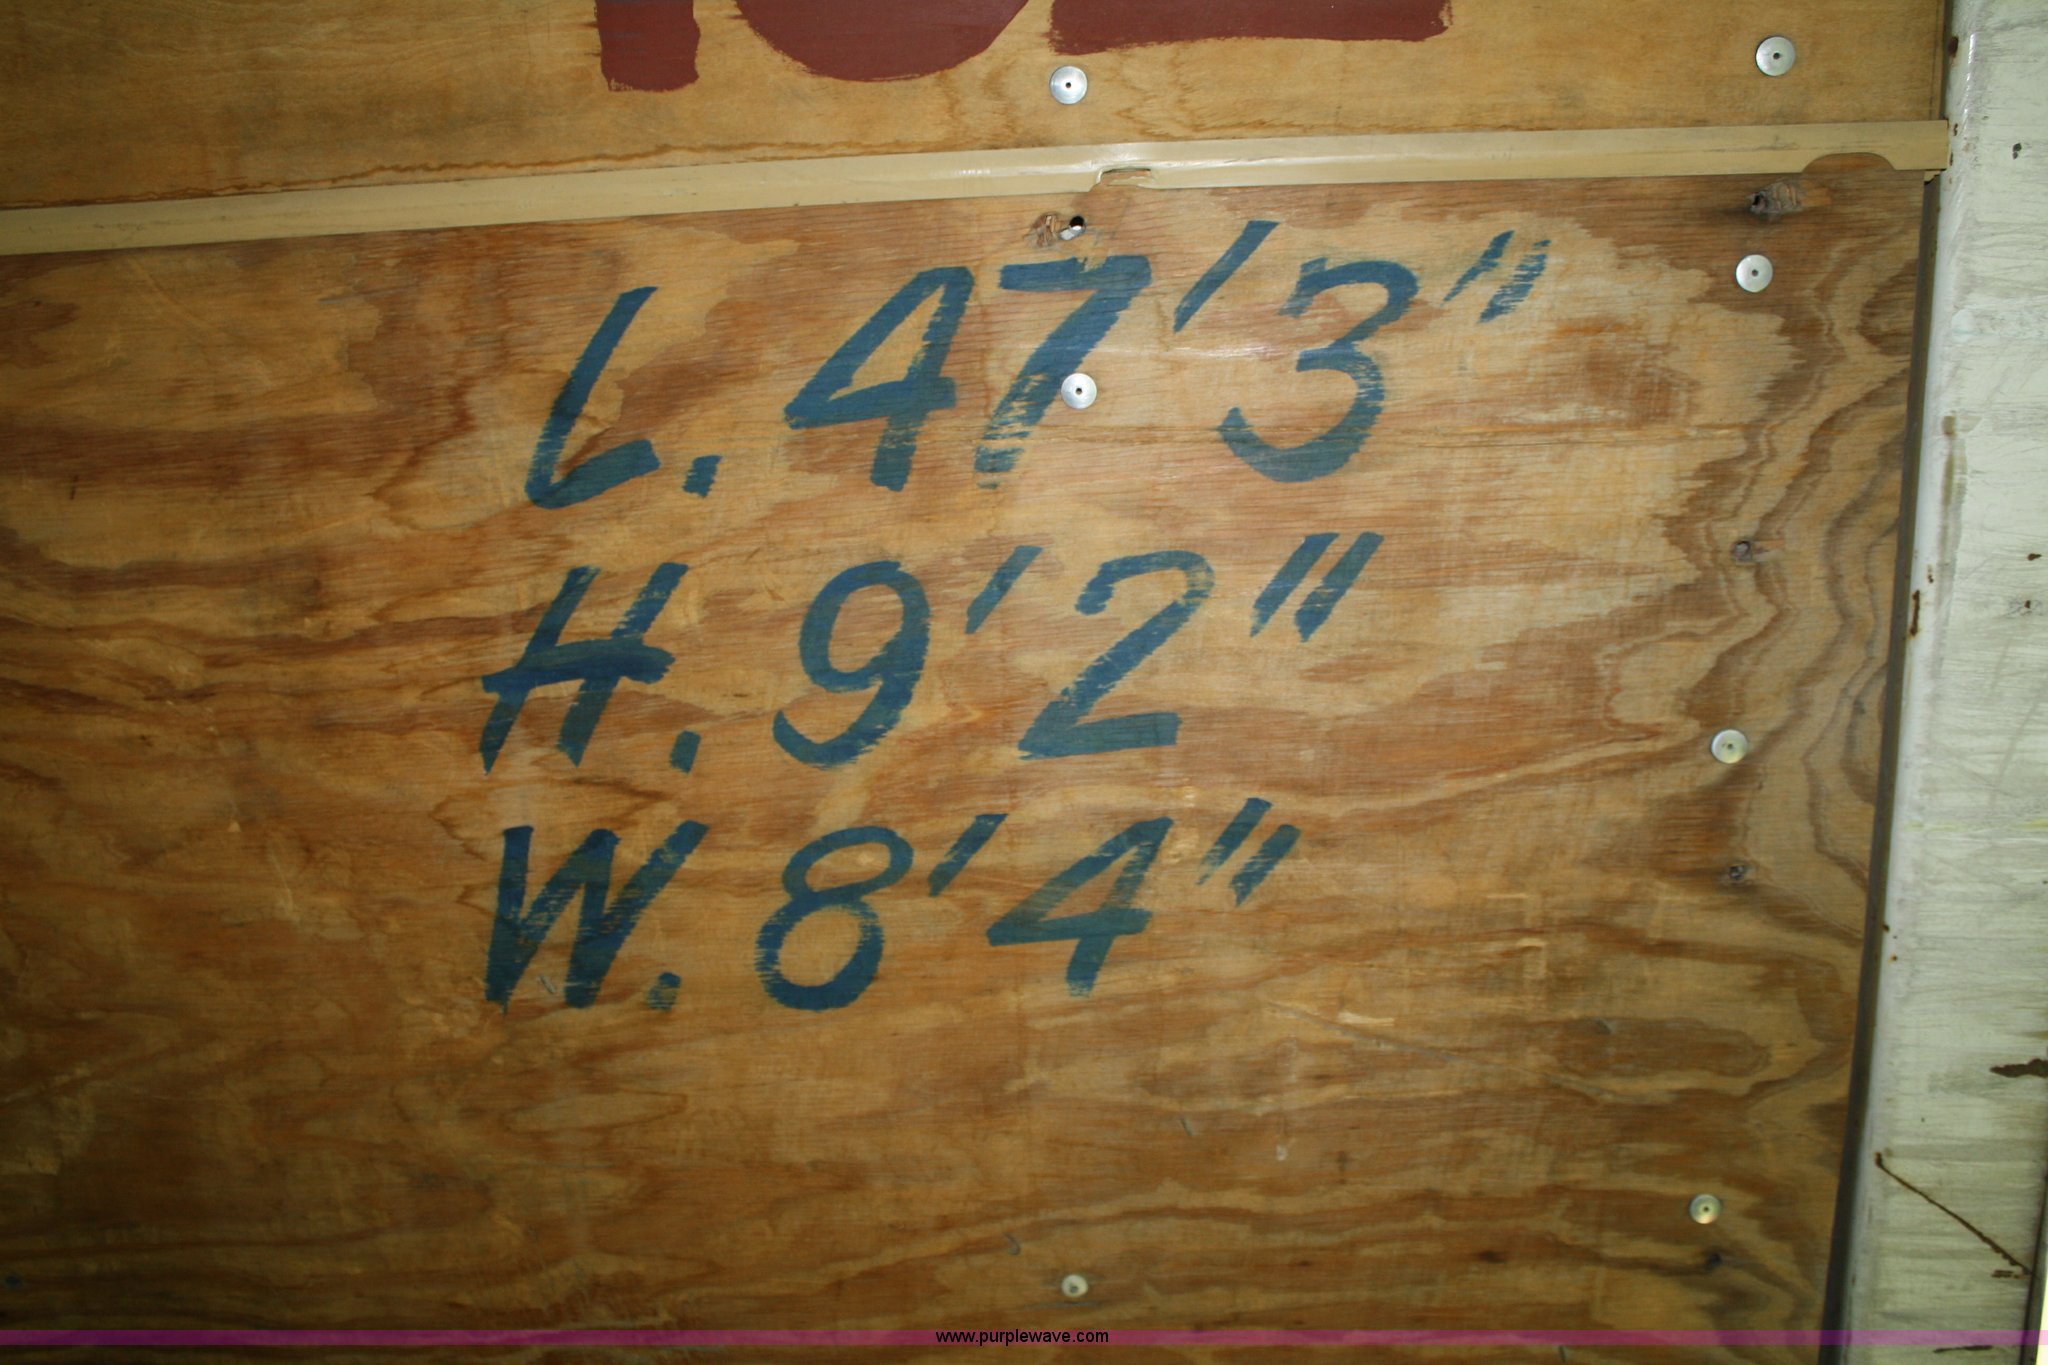 L. 47'3"
H. 9'2"
W. 8'4"
www.purplewave.com